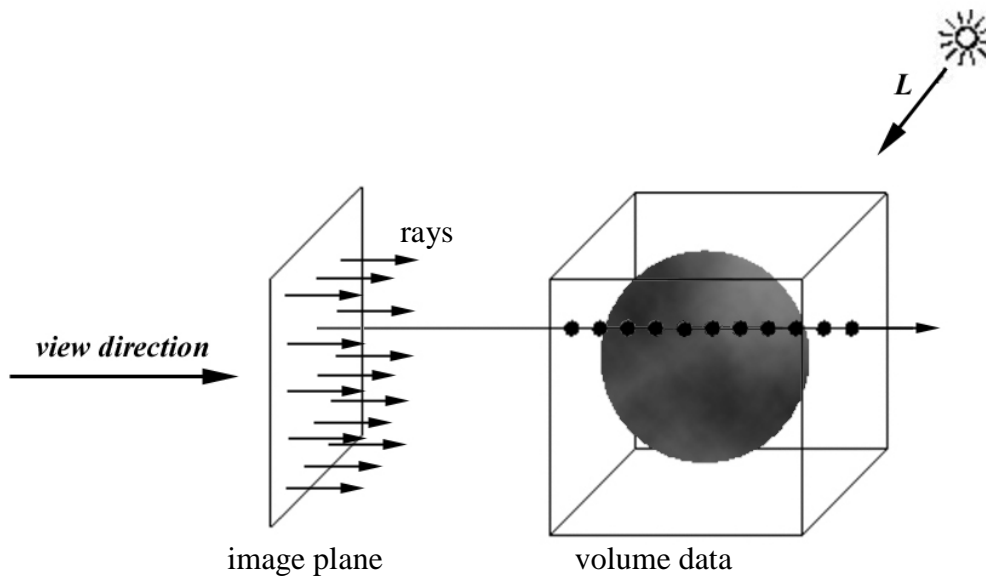 L
rays
view direction
image plane
volume data